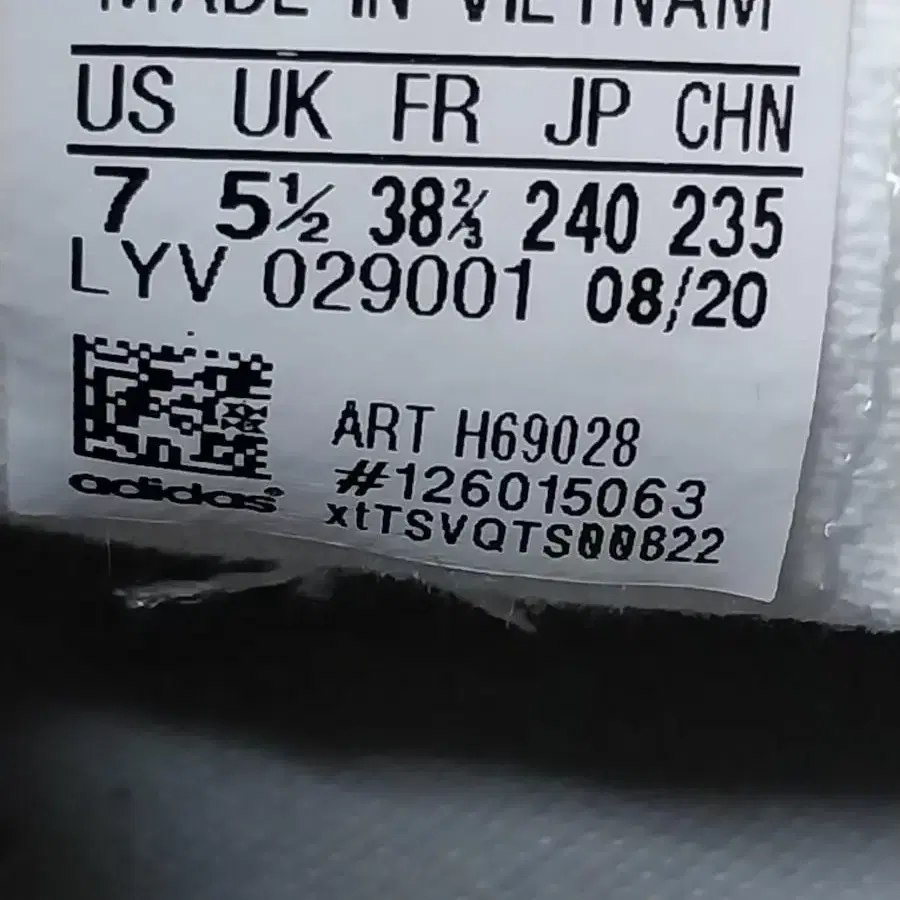 MADE IN VIETNAM
US UK FR JP CHN
7 5½ 38⅔ 240 235
LYV 029001 08/20
ART H69028
adidas
#126015063
xtTSVQTS00822